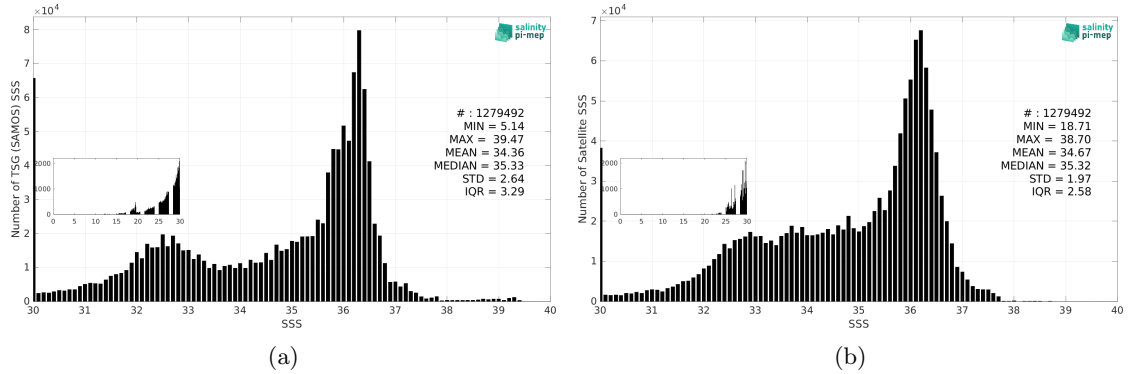 ×10⁴
8
7
6
5
4
3
2
1
0
Number of TSG (SAMOS) SSS
salinity
pi-mep
# : 1279492
MIN = 5.14
MAX = 39.47
MEAN = 34.36
MEDIAN = 35.33
STD = 2.64
IQR = 3.29
2000
1000
0
0 5 10 15 20 25 30
30 31 32 33 34 35 36 37 38 39 40
SSS
(a)
×10⁴
7
6
5
4
3
2
1
0
Number of Satellite SSS
salinity
pi-mep
# : 1279492
MIN = 18.71
MAX = 38.70
MEAN = 34.67
MEDIAN = 35.32
STD = 1.97
IQR = 2.58
2000
1000
0
0 5 10 15 20 25 30
30 31 32 33 34 35 36 37 38 39 40
SSS
(b)